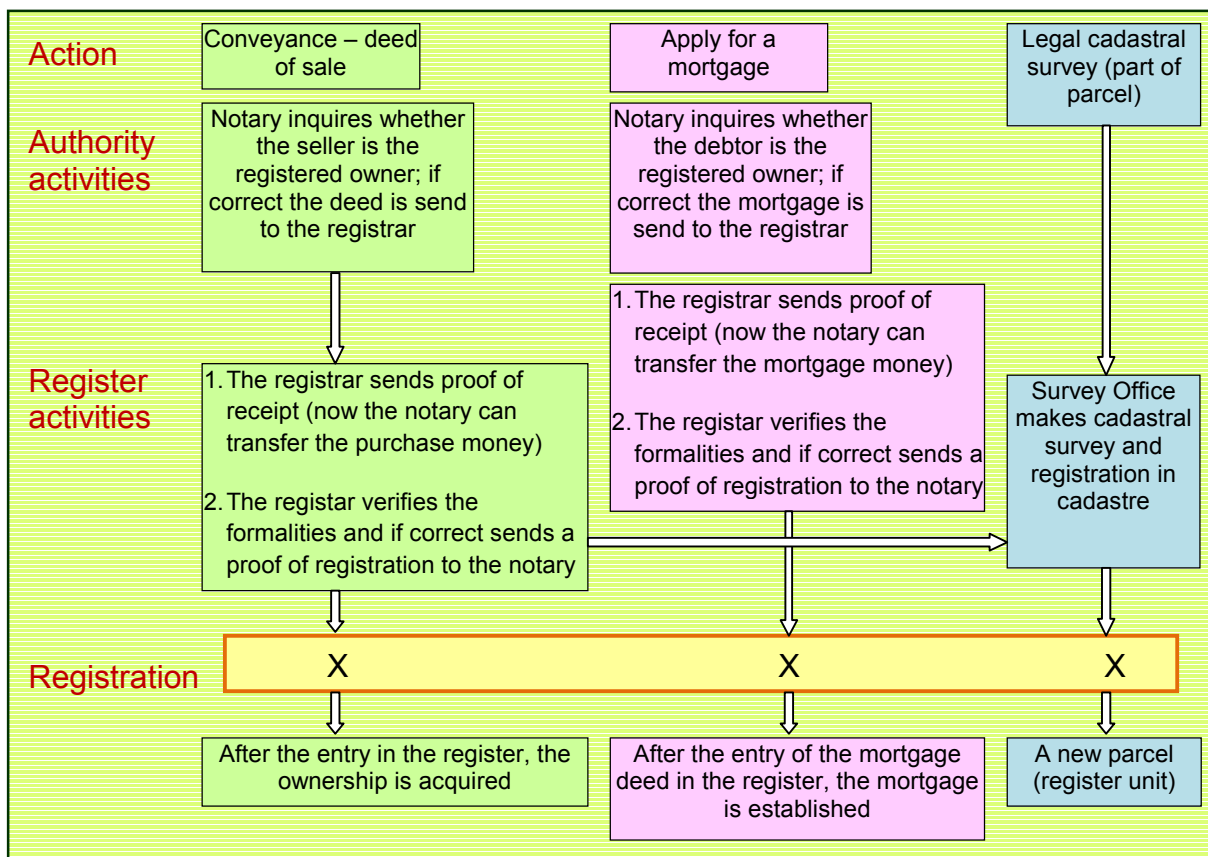 Action
Conveyance – deed
of sale
Apply for a
mortgage
Legal cadastral
survey (part of
parcel)
Authority
activities
Notary inquires whether
the seller is the
registered owner; if
correct the deed is send
to the registrar
Notary inquires whether
the debtor is the
registered owner; if
correct the mortgage is
send to the registrar
Register
activities
1. The registrar sends proof of
receipt (now the notary can
transfer the purchase money)
2. The registar verifies the
formalities and if correct sends a
proof of registration to the notary
1. The registrar sends proof of
receipt (now the notary can
transfer the mortgage money)
2. The registar verifies the
formalities and if correct sends a
proof of registration to the notary
Survey Office
makes cadastral
survey and
registration in
cadastre
Registration
X
X
X
After the entry in the register, the
ownership is acquired
After the entry of the mortgage
deed in the register, the mortgage
is established
A new parcel
(register unit)